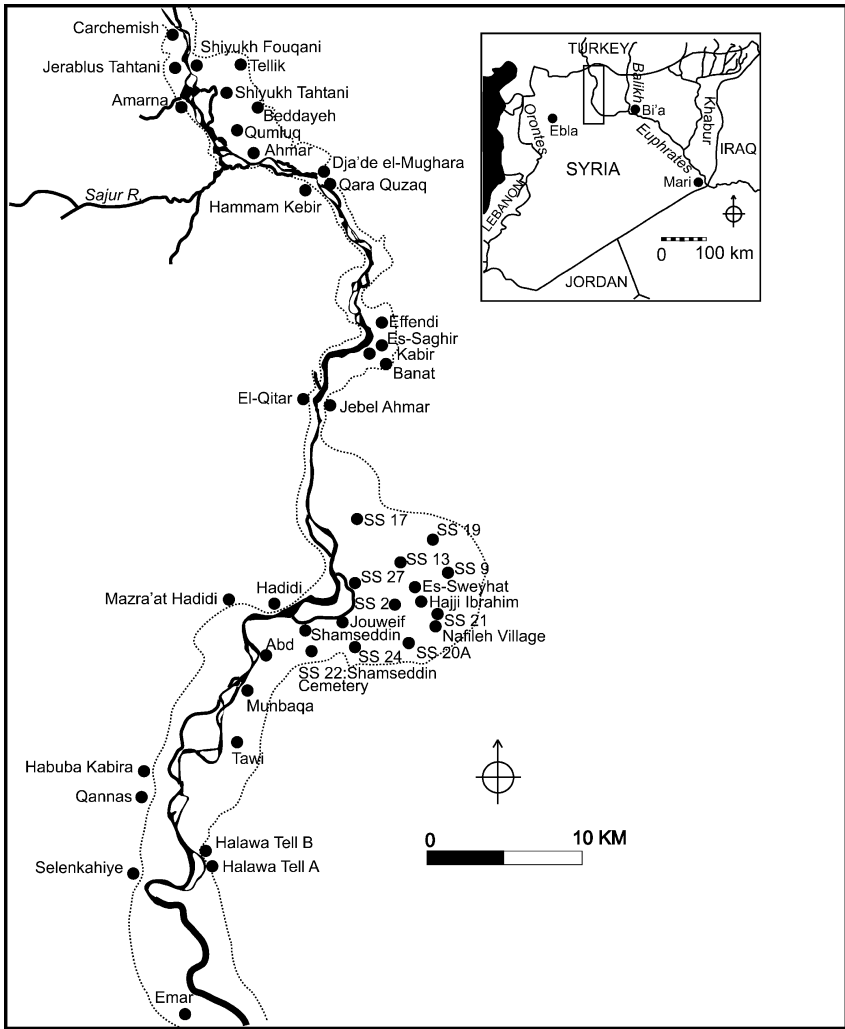 Carchemish
Shiyukh Fouqani
Jerablus Tahtani
Tellik
Amarna
Shiyukh Tahtani
Beddayeh
Qumluq
Ahmar
Dja'de el-Mughara
Qara Quzaq
Sajur R.
Hammam Kebir
Effendi
Es-Saghir
Kabir
Banat
El-Qitar
Jebel Ahmar
SS 17
SS 19
SS 13
SS 9
SS 27
Es-Sweyhat
Mazra'at Hadidi
Hadidi
SS 2
Hajji Ibrahim
SS 21
Jouweif
Shamseddin
Nafileh Village
Abd
SS 24
SS 20A
SS 22:Shamseddin
Cemetery
Munbaqa
Tawi
Habuba Kabira
Qannas
Halawa Tell B
Halawa Tell A
Selenkahiye
Emar
0 10 KM
TURKEY
Balikh
Bi'a
Khabur
Orontes
Ebla
Euphrates
IRAQ
SYRIA
Mari
LEBANON
0 100 km
JORDAN